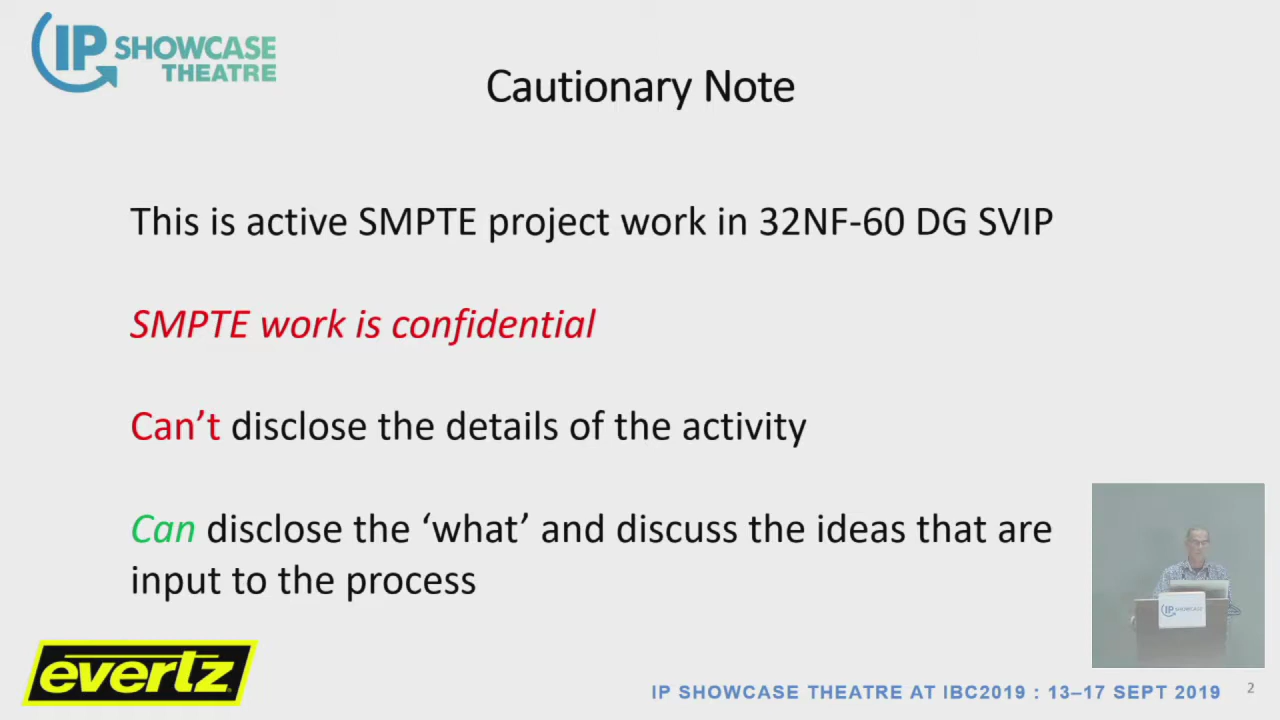 IP SHOWCASE
THEATRE
Cautionary Note
This is active SMPTE project work in 32NF-60 DG SVIP
SMPTE work is confidential
Can’t disclose the details of the activity
Can disclose the ‘what’ and discuss the ideas that are
input to the process
IP SHOWCASE
evertz
IP SHOWCASE THEATRE AT IBC2019 : 13–17 SEPT 2019
2